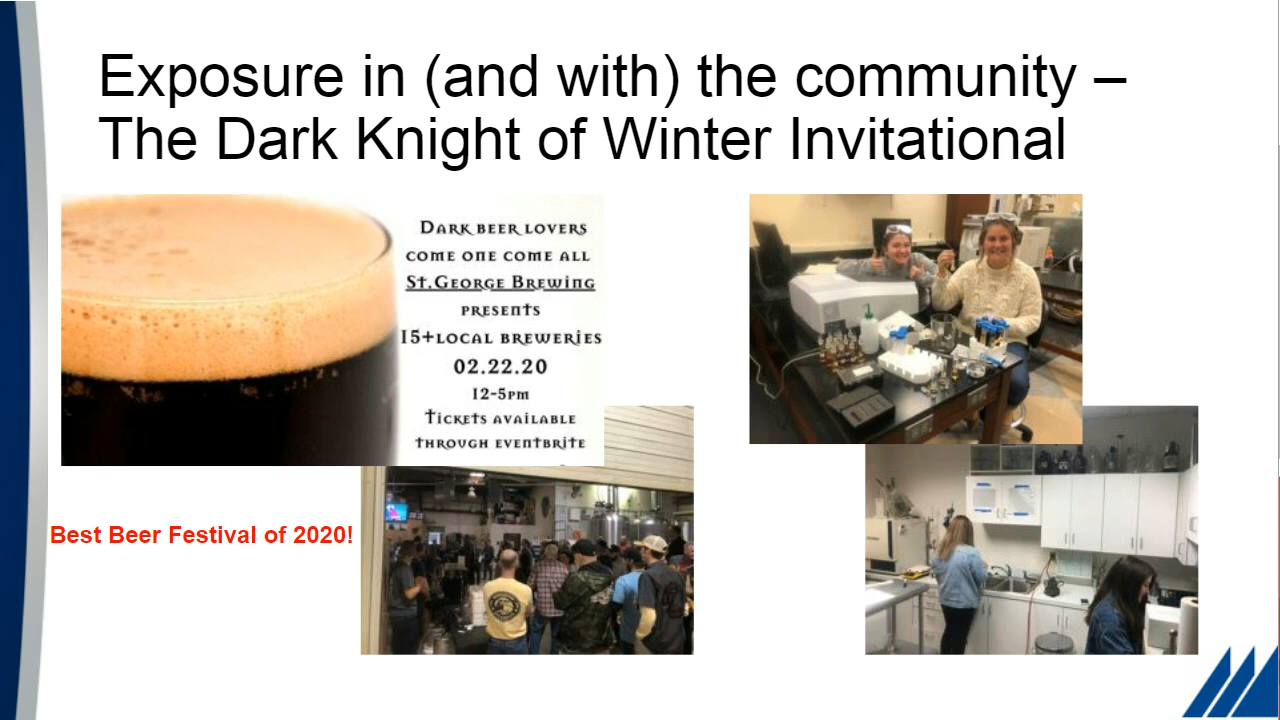 Exposure in (and with) the community –
The Dark Knight of Winter Invitational
Dark beer lovers
come one come all
St.George Brewing
presents
15+local breweries
02.22.20
12-5pm
Tickets available
through eventbrite
Best Beer Festival of 2020!